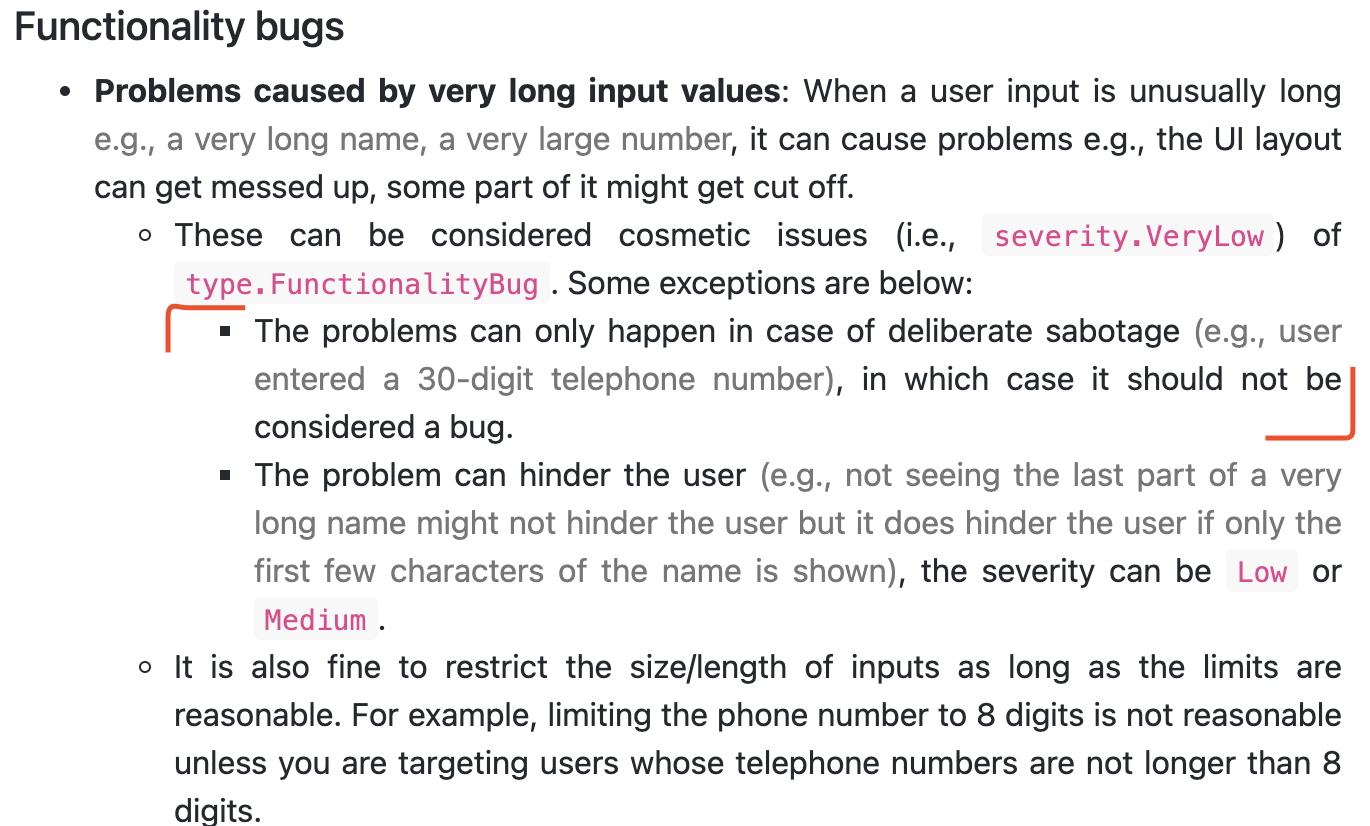 Functionality bugs
• Problems caused by very long input values: When a user input is unusually long
e.g., a very long name, a very large number, it can cause problems e.g., the UI layout
can get messed up, some part of it might get cut off.
◦ These can be considered cosmetic issues (i.e., severity.VeryLow) of
type.FunctionalityBug. Some exceptions are below:
▪ The problems can only happen in case of deliberate sabotage (e.g., user
entered a 30-digit telephone number), in which case it should not be
considered a bug.
▪ The problem can hinder the user (e.g., not seeing the last part of a very
long name might not hinder the user but it does hinder the user if only the
first few characters of the name is shown), the severity can be Low or
Medium.
◦ It is also fine to restrict the size/length of inputs as long as the limits are
reasonable. For example, limiting the phone number to 8 digits is not reasonable
unless you are targeting users whose telephone numbers are not longer than 8
digits.